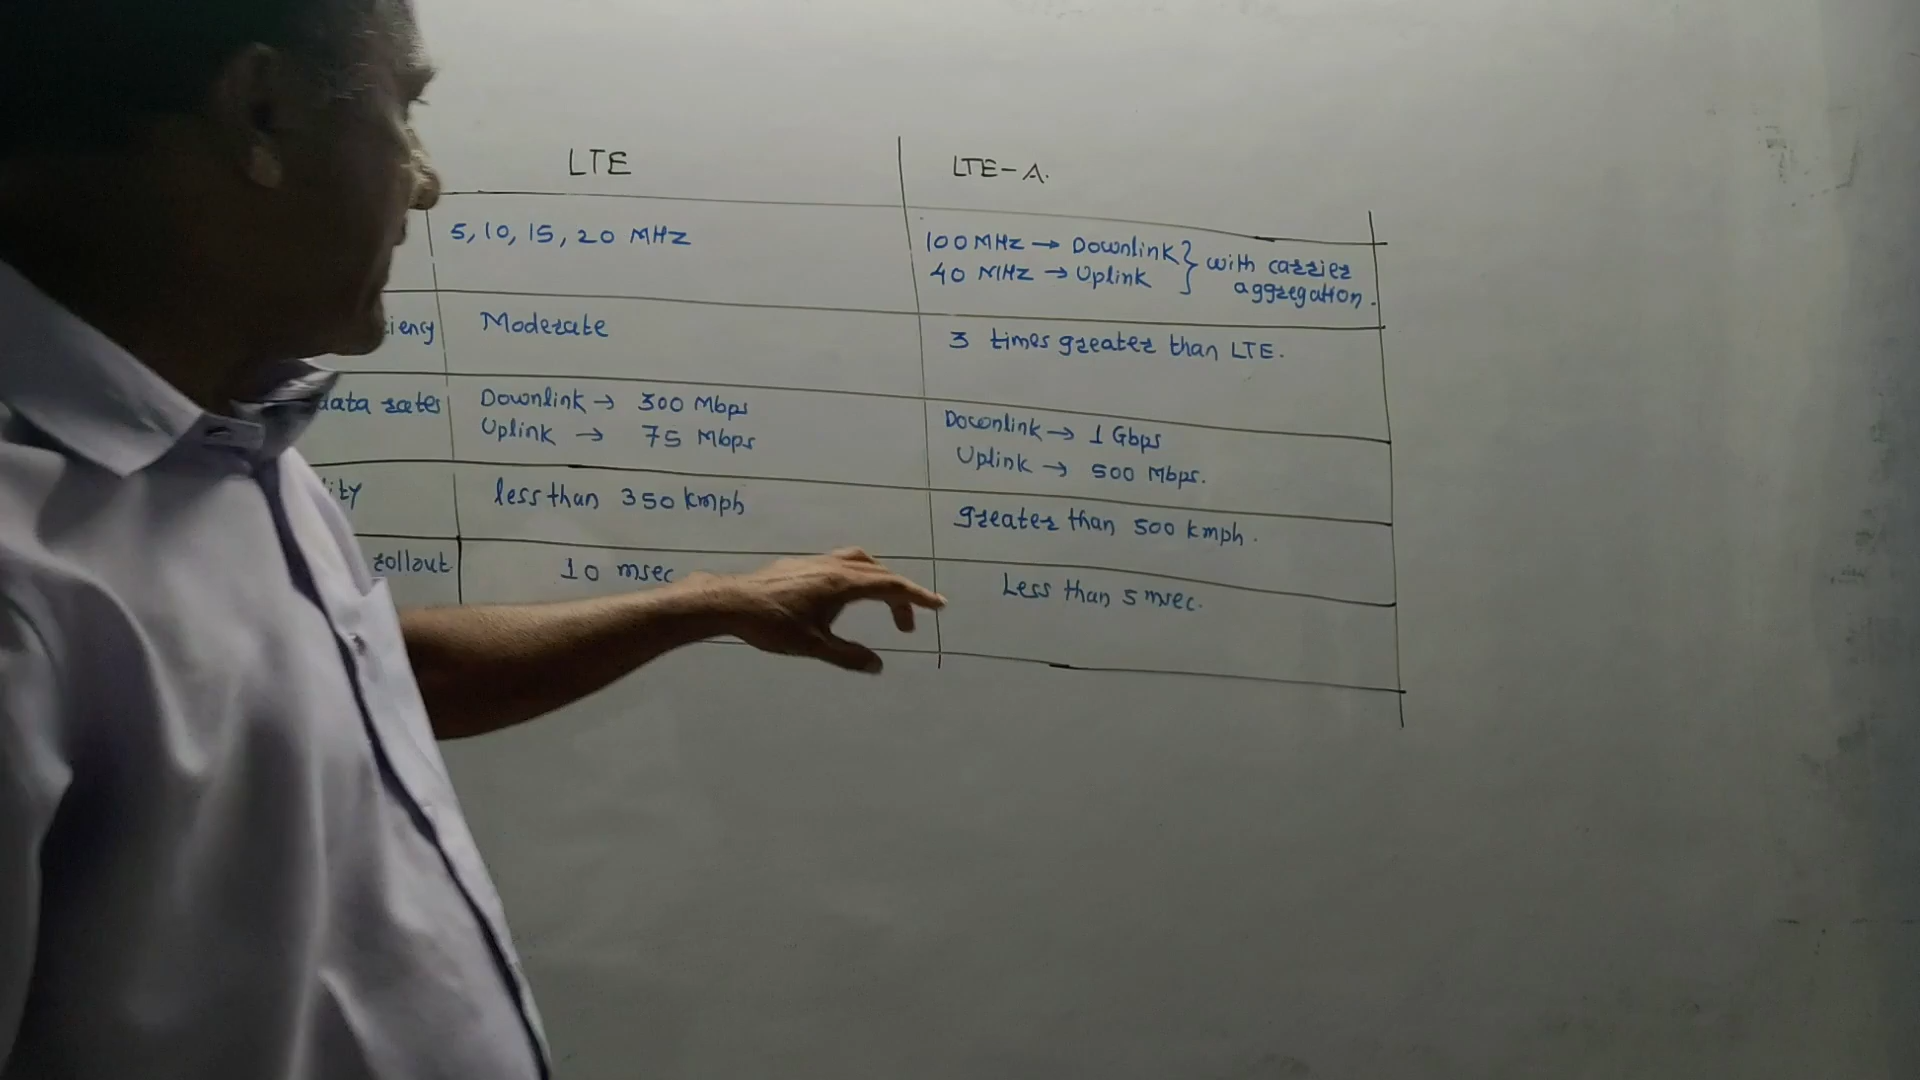 LTE
LTE-A.
5, 10, 15, 20 MHz
100 MHz → Downlink } with carrier
40 MHz → Uplink aggregation.
Moderate
3 times greater than LTE.
data rates
Downlink → 300 Mbps
Uplink → 75 Mbps
Downlink → 1 Gbps
Uplink → 500 Mbps.
less than 350 kmph
greater than 500 kmph.
rollout
10 msec
Less than 5 msec.